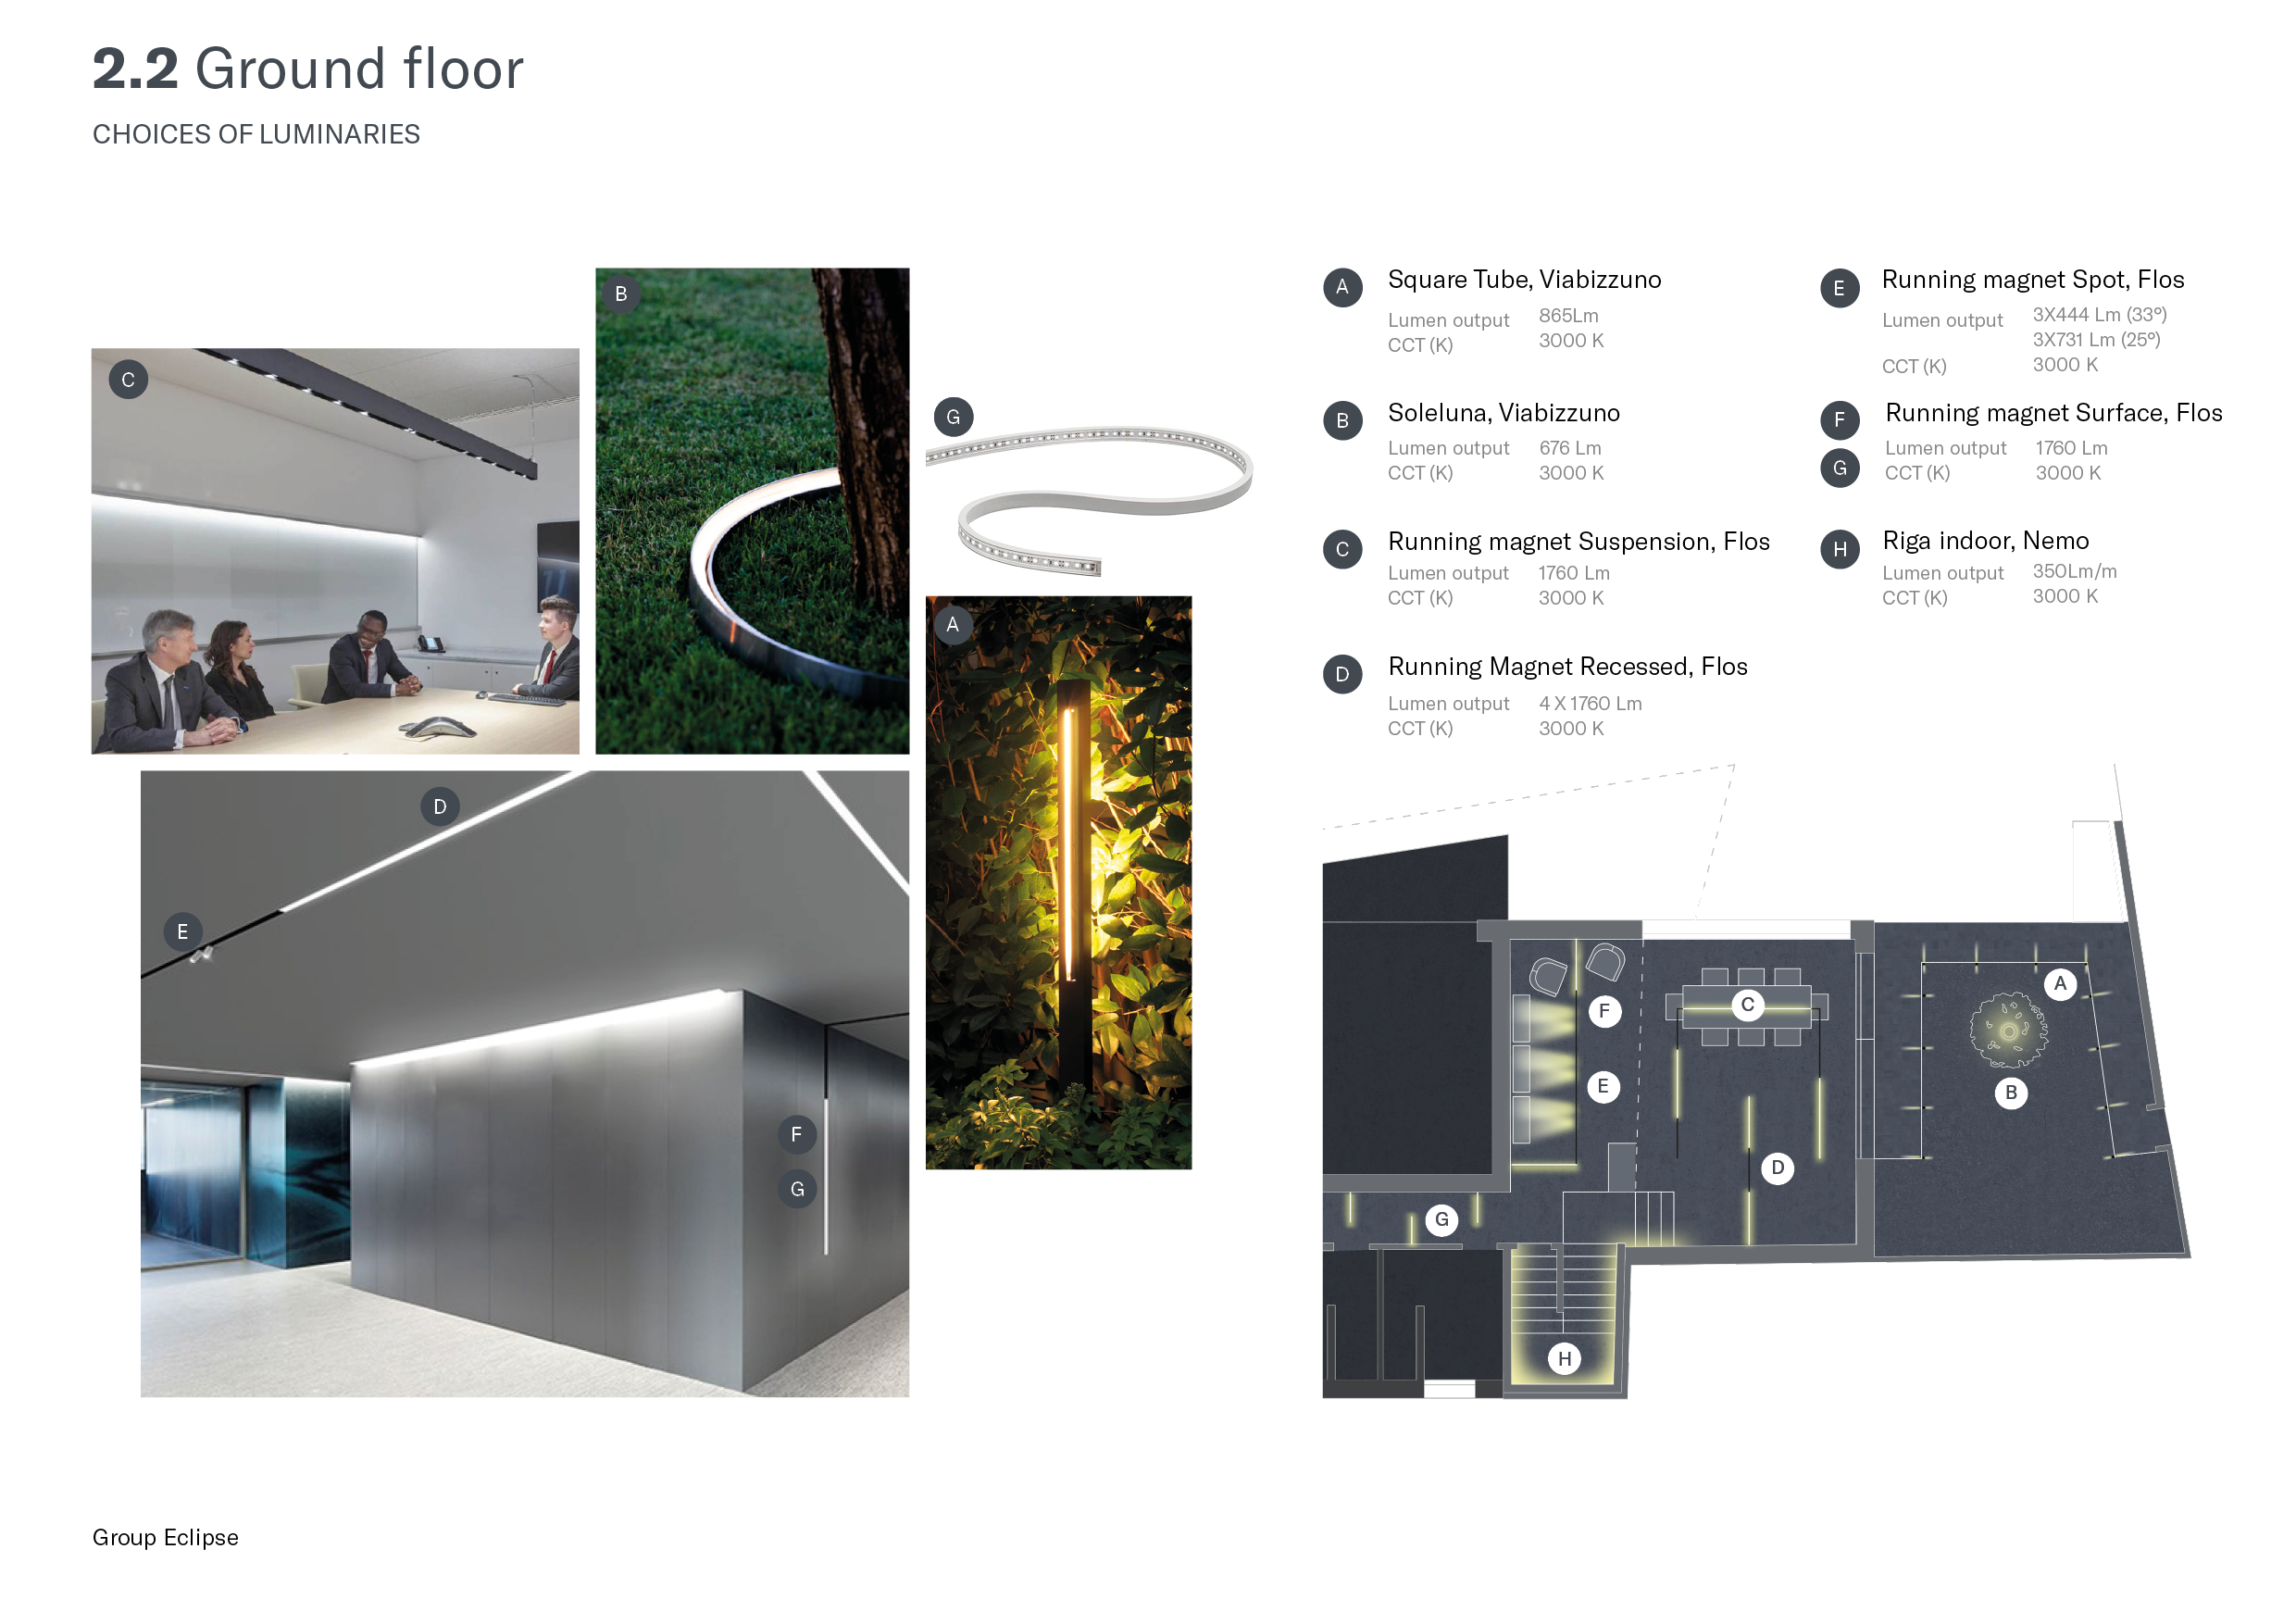 2.2 Ground floor
CHOICES OF LUMINARIES
C
B
G
A
D
E
F
G
A
Square Tube, Viabizzuno
Lumen output 865Lm
CCT (K) 3000 K
B
Soleluna, Viabizzuno
Lumen output 676 Lm
CCT (K) 3000 K
C
Running magnet Suspension, Flos
Lumen output 1760 Lm
CCT (K) 3000 K
D
Running Magnet Recessed, Flos
Lumen output 4 X 1760 Lm
CCT (K) 3000 K
E
Running magnet Spot, Flos
Lumen output 3X444 Lm (33°)
3X731 Lm (25°)
CCT (K) 3000 K
F
G
Running magnet Surface, Flos
Lumen output 1760 Lm
CCT (K) 3000 K
H
Riga indoor, Nemo
Lumen output 350Lm/m
CCT (K) 3000 K
A
C
F
E
B
D
G
H
Group Eclipse